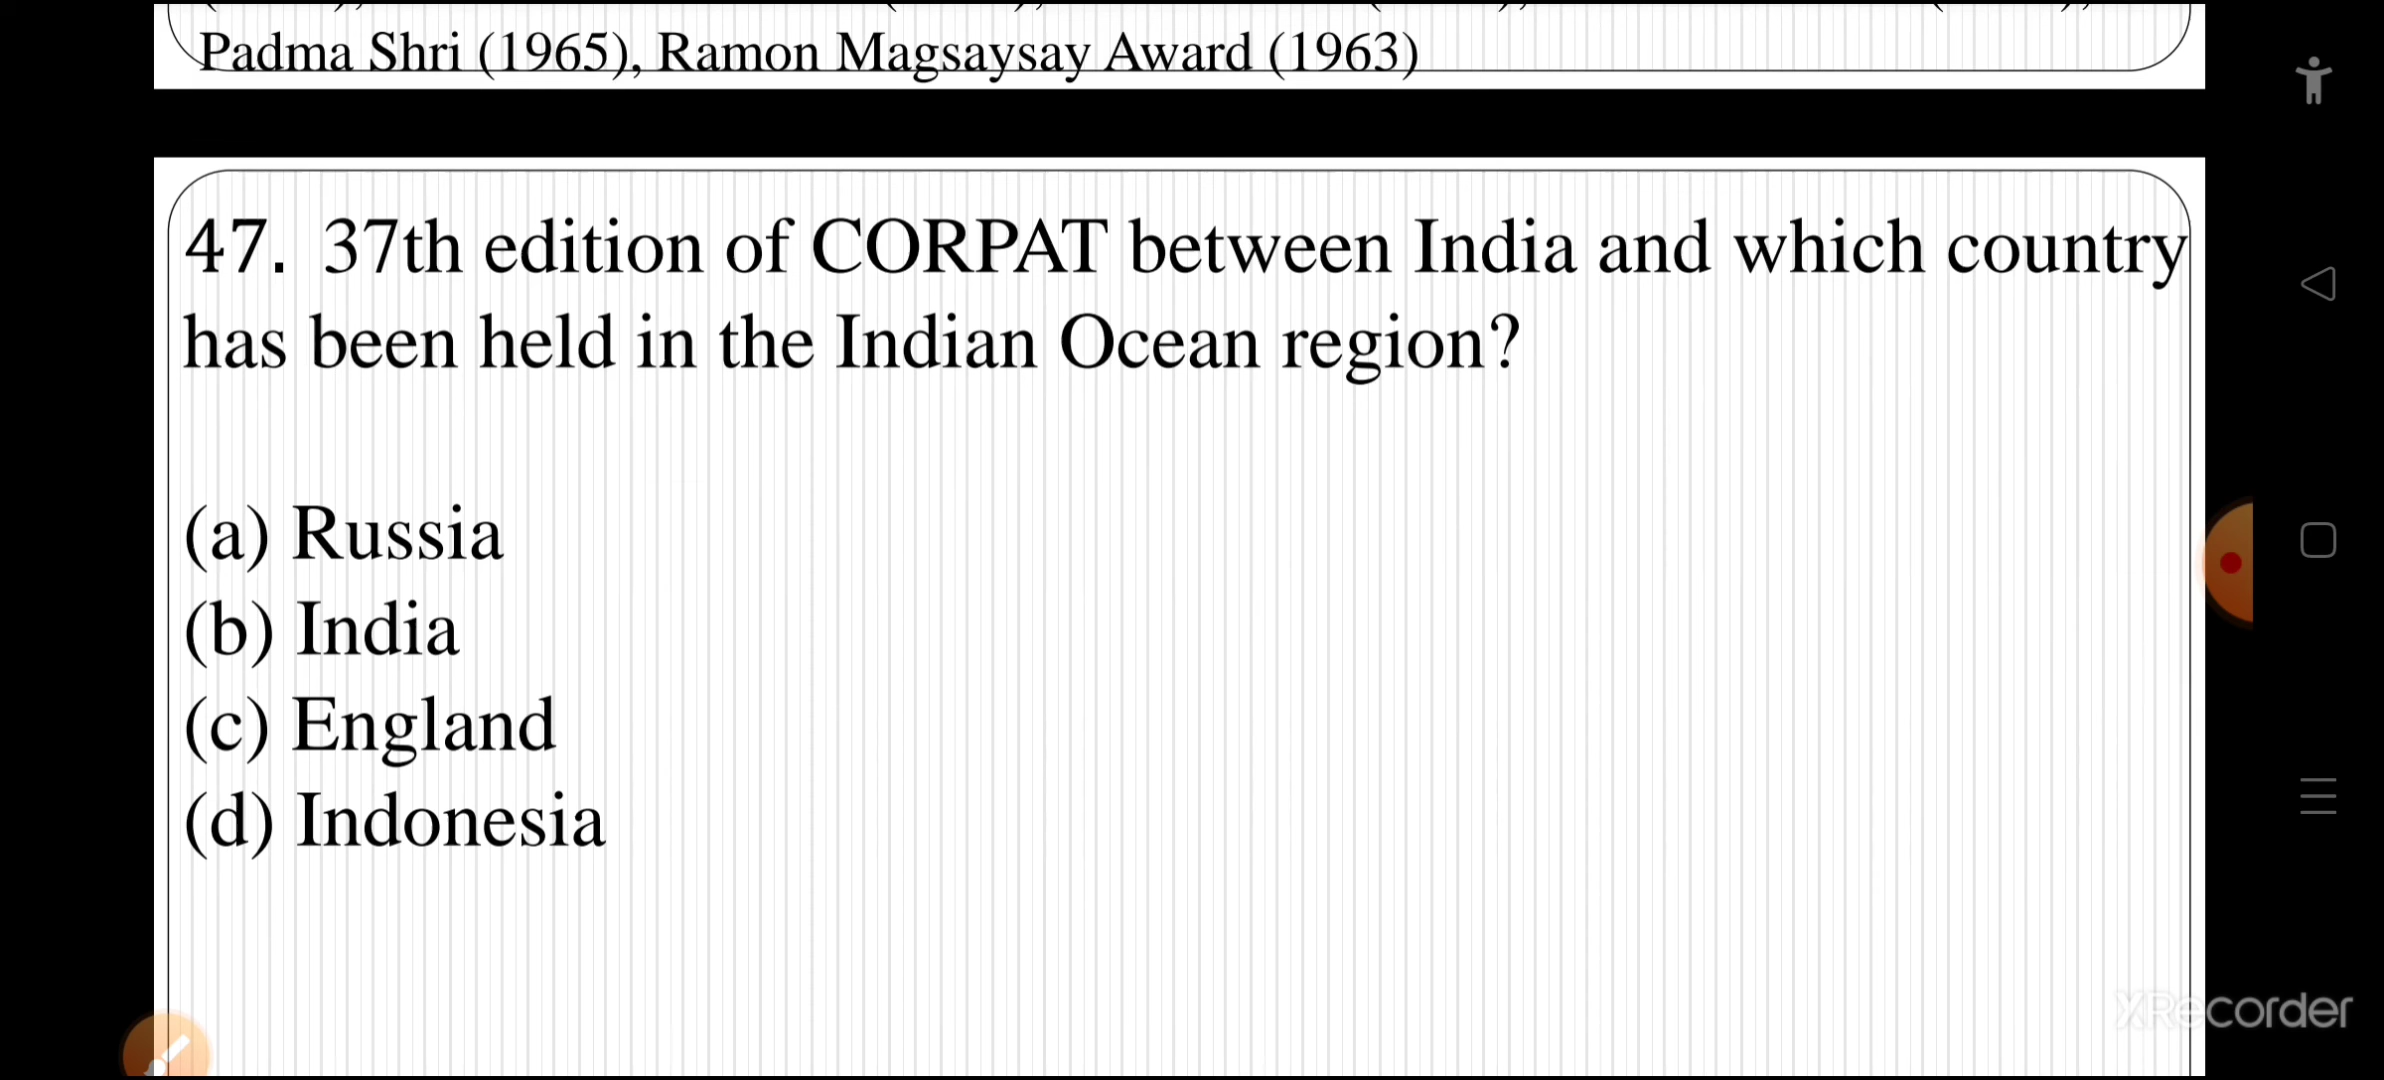 Padma Shri (1965), Ramon Magsaysay Award (1963)
47. 37th edition of CORPAT between India and which country
has been held in the Indian Ocean region?
(a) Russia
(b) India
(c) England
(d) Indonesia
XRecorder